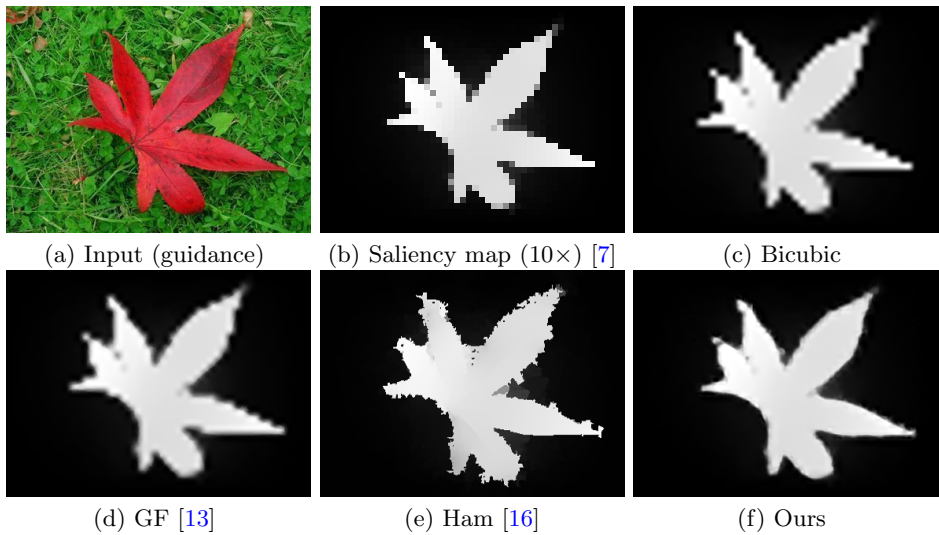 (a) Input (guidance)
(b) Saliency map (10×) [7]
(c) Bicubic
(d) GF [13]
(e) Ham [16]
(f) Ours